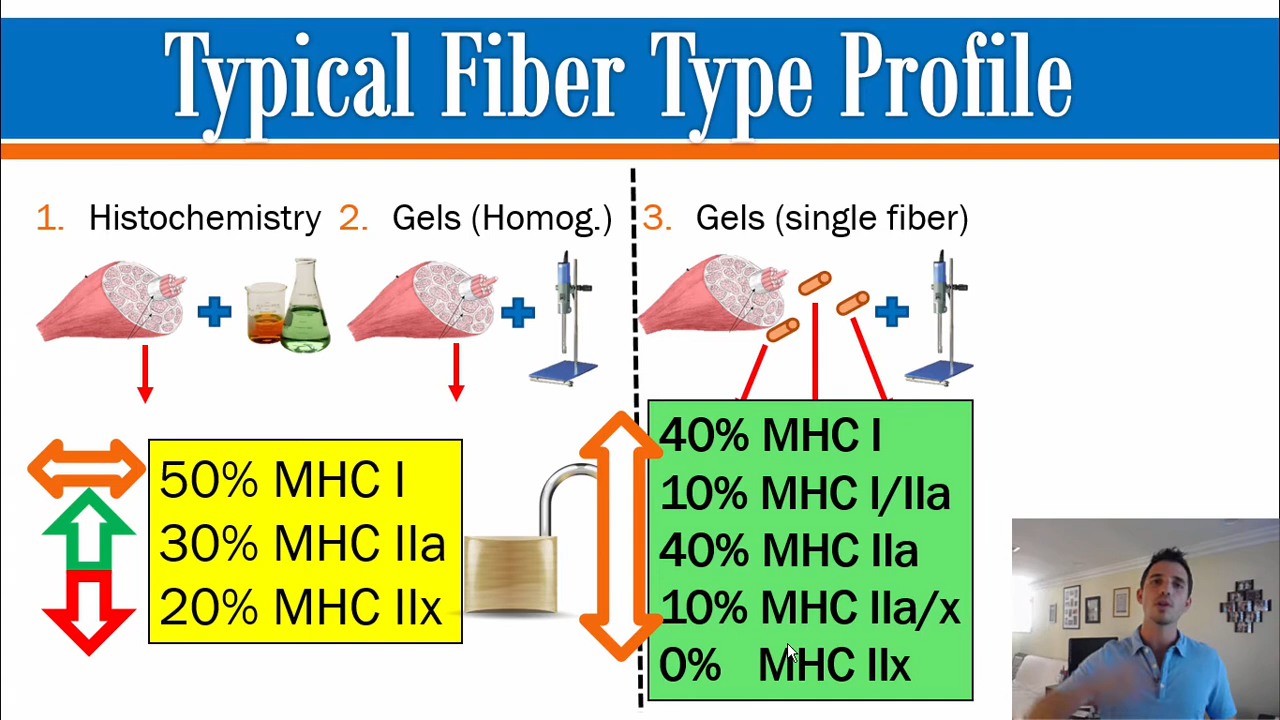 Typical Fiber Type Profile
1. Histochemistry
2. Gels (Homog.)
3. Gels (single fiber)
50% MHC I
30% MHC IIa
20% MHC IIx
40% MHC I
10% MHC I/IIa
40% MHC IIa
10% MHC IIa/x
0% MHC IIx